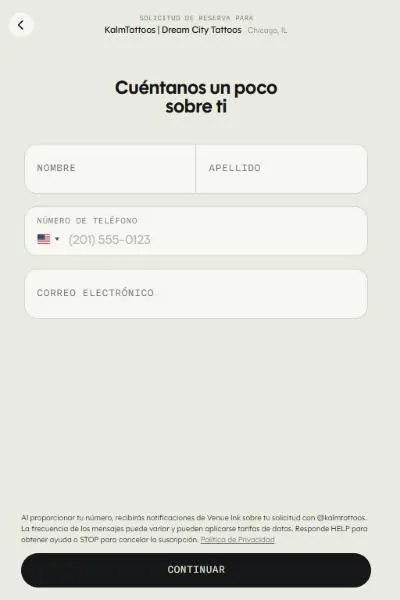 SOLICITUD DE RESERVA PARA
KalmTattoos | Dream City Tattoos Chicago, IL
Cuéntanos un poco
sobre ti
NOMBRE
APELLIDO
NÚMERO DE TELÉFONO
(201) 555-0123
CORREO ELECTRÓNICO
Al proporcionar tu número, recibirás notificaciones de Venue Ink sobre tu solicitud con @kalmtattoos.
La frecuencia de los mensajes puede variar y pueden aplicarse tarifas de datos. Responde HELP para
obtener ayuda o STOP para cancelar la suscripción. Política de Privacidad
CONTINUAR